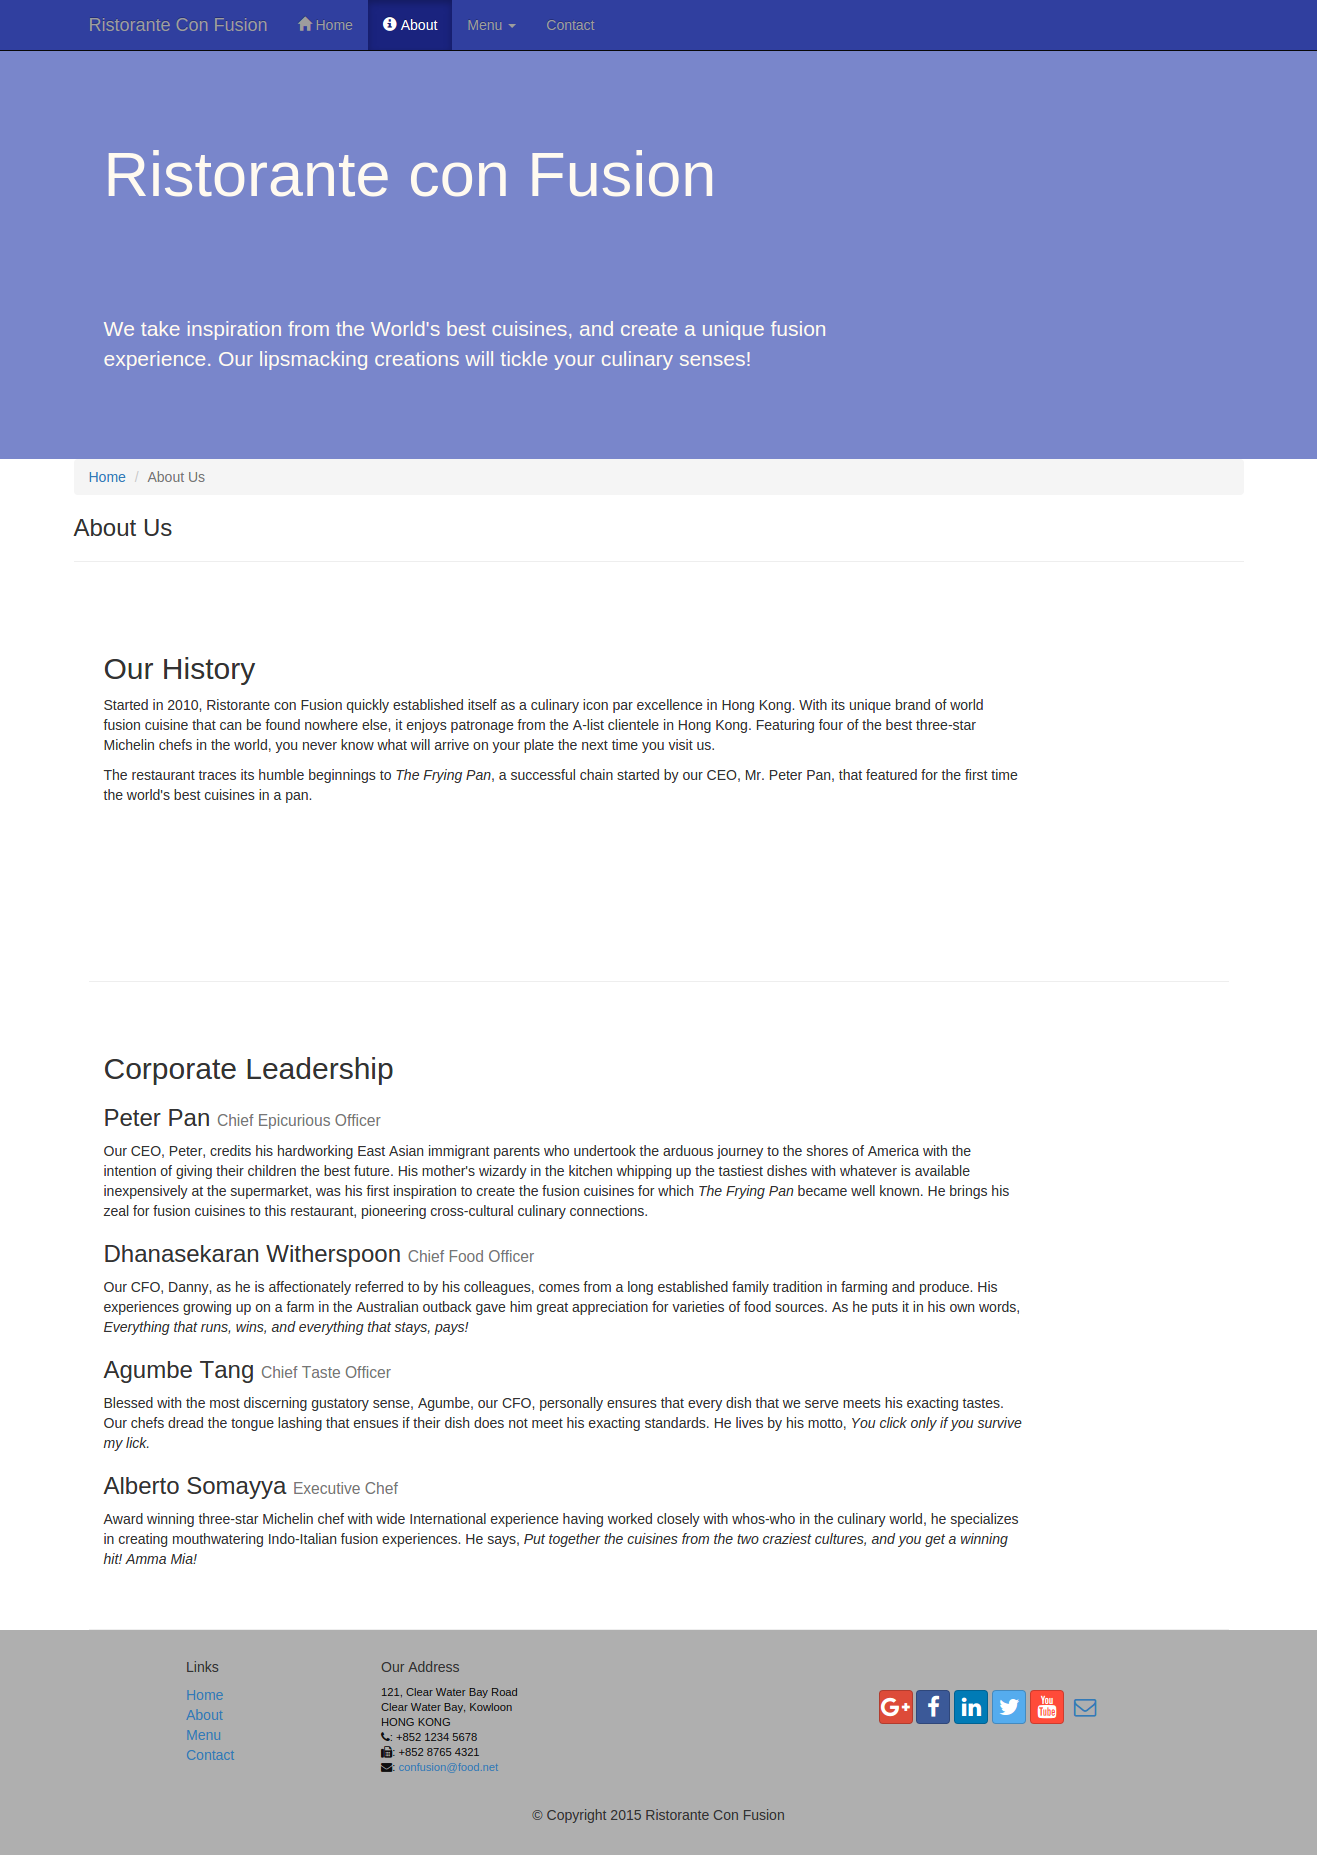 Ristorante Con Fusion Home About Menu Contact
Ristorante con Fusion
We take inspiration from the World's best cuisines, and create a unique fusion
experience. Our lipsmacking creations will tickle your culinary senses!
Home / About Us
About Us
Our History
Started in 2010, Ristorante con Fusion quickly established itself as a culinary icon par excellence in Hong Kong. With its unique brand of world
fusion cuisine that can be found nowhere else, it enjoys patronage from the A-list clientele in Hong Kong. Featuring four of the best three-star
Michelin chefs in the world, you never know what will arrive on your plate the next time you visit us.
The restaurant traces its humble beginnings to The Frying Pan, a successful chain started by our CEO, Mr. Peter Pan, that featured for the first time
the world's best cuisines in a pan.
Corporate Leadership
Peter Pan Chief Epicurious Officer
Our CEO, Peter, credits his hardworking East Asian immigrant parents who undertook the arduous journey to the shores of America with the
intention of giving their children the best future. His mother's wizardy in the kitchen whipping up the tastiest dishes with whatever is available
inexpensively at the supermarket, was his first inspiration to create the fusion cuisines for which The Frying Pan became well known. He brings his
zeal for fusion cuisines to this restaurant, pioneering cross-cultural culinary connections.
Dhanasekaran Witherspoon Chief Food Officer
Our CFO, Danny, as he is affectionately referred to by his colleagues, comes from a long established family tradition in farming and produce. His
experiences growing up on a farm in the Australian outback gave him great appreciation for varieties of food sources. As he puts it in his own words,
Everything that runs, wins, and everything that stays, pays!
Agumbe Tang Chief Taste Officer
Blessed with the most discerning gustatory sense, Agumbe, our CFO, personally ensures that every dish that we serve meets his exacting tastes.
Our chefs dread the tongue lashing that ensues if their dish does not meet his exacting standards. He lives by his motto, You click only if you survive
my lick.
Alberto Somayya Executive Chef
Award winning three-star Michelin chef with wide International experience having worked closely with whos-who in the culinary world, he specializes
in creating mouthwatering Indo-Italian fusion experiences. He says, Put together the cuisines from the two craziest cultures, and you get a winning
hit! Amma Mia!
Links
Home
About
Menu
Contact
Our Address
121, Clear Water Bay Road
Clear Water Bay, Kowloon
HONG KONG
: +852 1234 5678
: +852 8765 4321
: confusion@food.net
G+ f in You Tube
© Copyright 2015 Ristorante Con Fusion